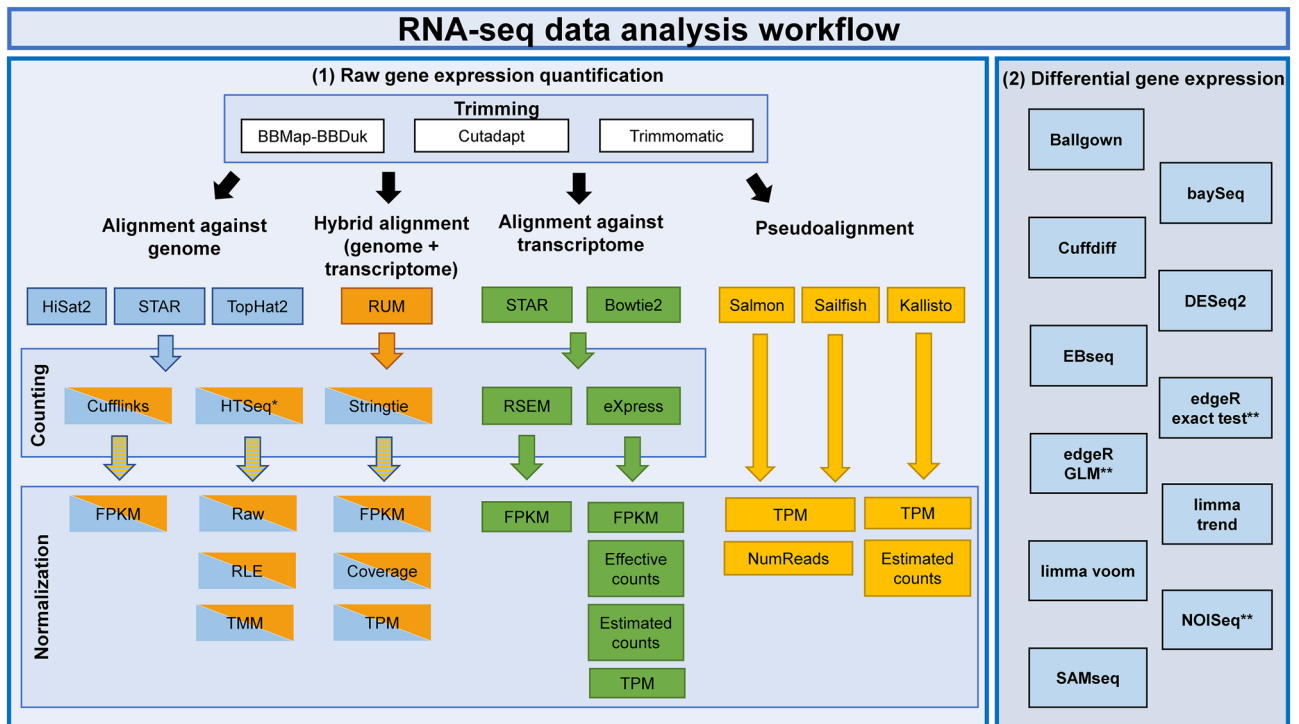 RNA-seq data analysis workflow
(1) Raw gene expression quantification
Trimming
BBMap-BBDuk
Cutadapt
Trimmomatic
Alignment against
genome
Hybrid alignment
(genome +
transcriptome)
Alignment against
transcriptome
Pseudoalignment
HiSat2
STAR
TopHat2
RUM
STAR
Bowtie2
Salmon
Sailfish
Kallisto
Counting
Cufflinks
HTSeq*
Stringtie
RSEM
eXpress
Normalization
FPKM
Raw
RLE
TMM
FPKM
Coverage
TPM
FPKM
FPKM
Effective
counts
Estimated
counts
TPM
TPM
NumReads
TPM
Estimated
counts
(2) Differential gene expression
Ballgown
baySeq
Cuffdiff
DESeq2
EBseq
edgeR
exact test**
edgeR
GLM**
limma
trend
limma voom
NOISeq**
SAMseq